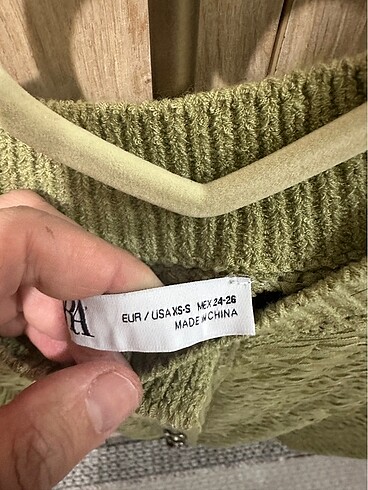 RA
EUR / USA XS-S MEX 24-26
MADE IN CHINA